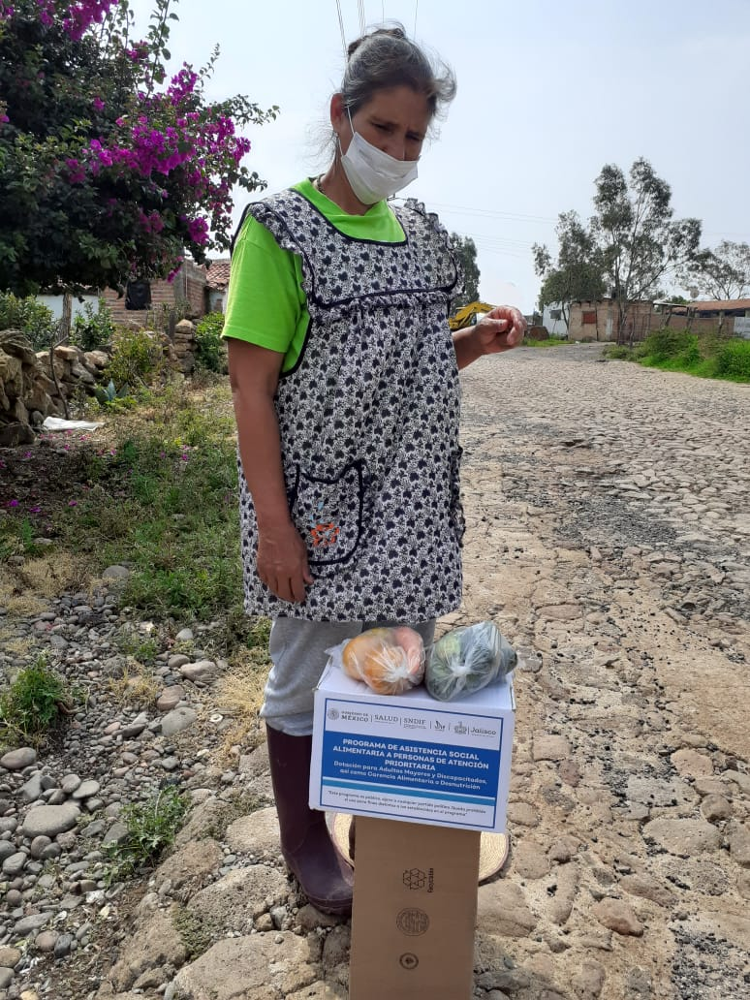 GOBIERNO DE
MÉXICO
SALUD
SNDIF
Jalisco
PROGRAMA DE ASISTENCIA SOCIAL
ALIMENTARIA A PERSONAS DE ATENCIÓN
PRIORITARIA
Dotación para Adultos Mayores y Discapacitados,
así como Carencia Alimentaria o Desnutrición
"Este programa es público, ajeno a cualquier partido político. Queda prohibido
el uso para fines distintos a los establecidos en el programa"